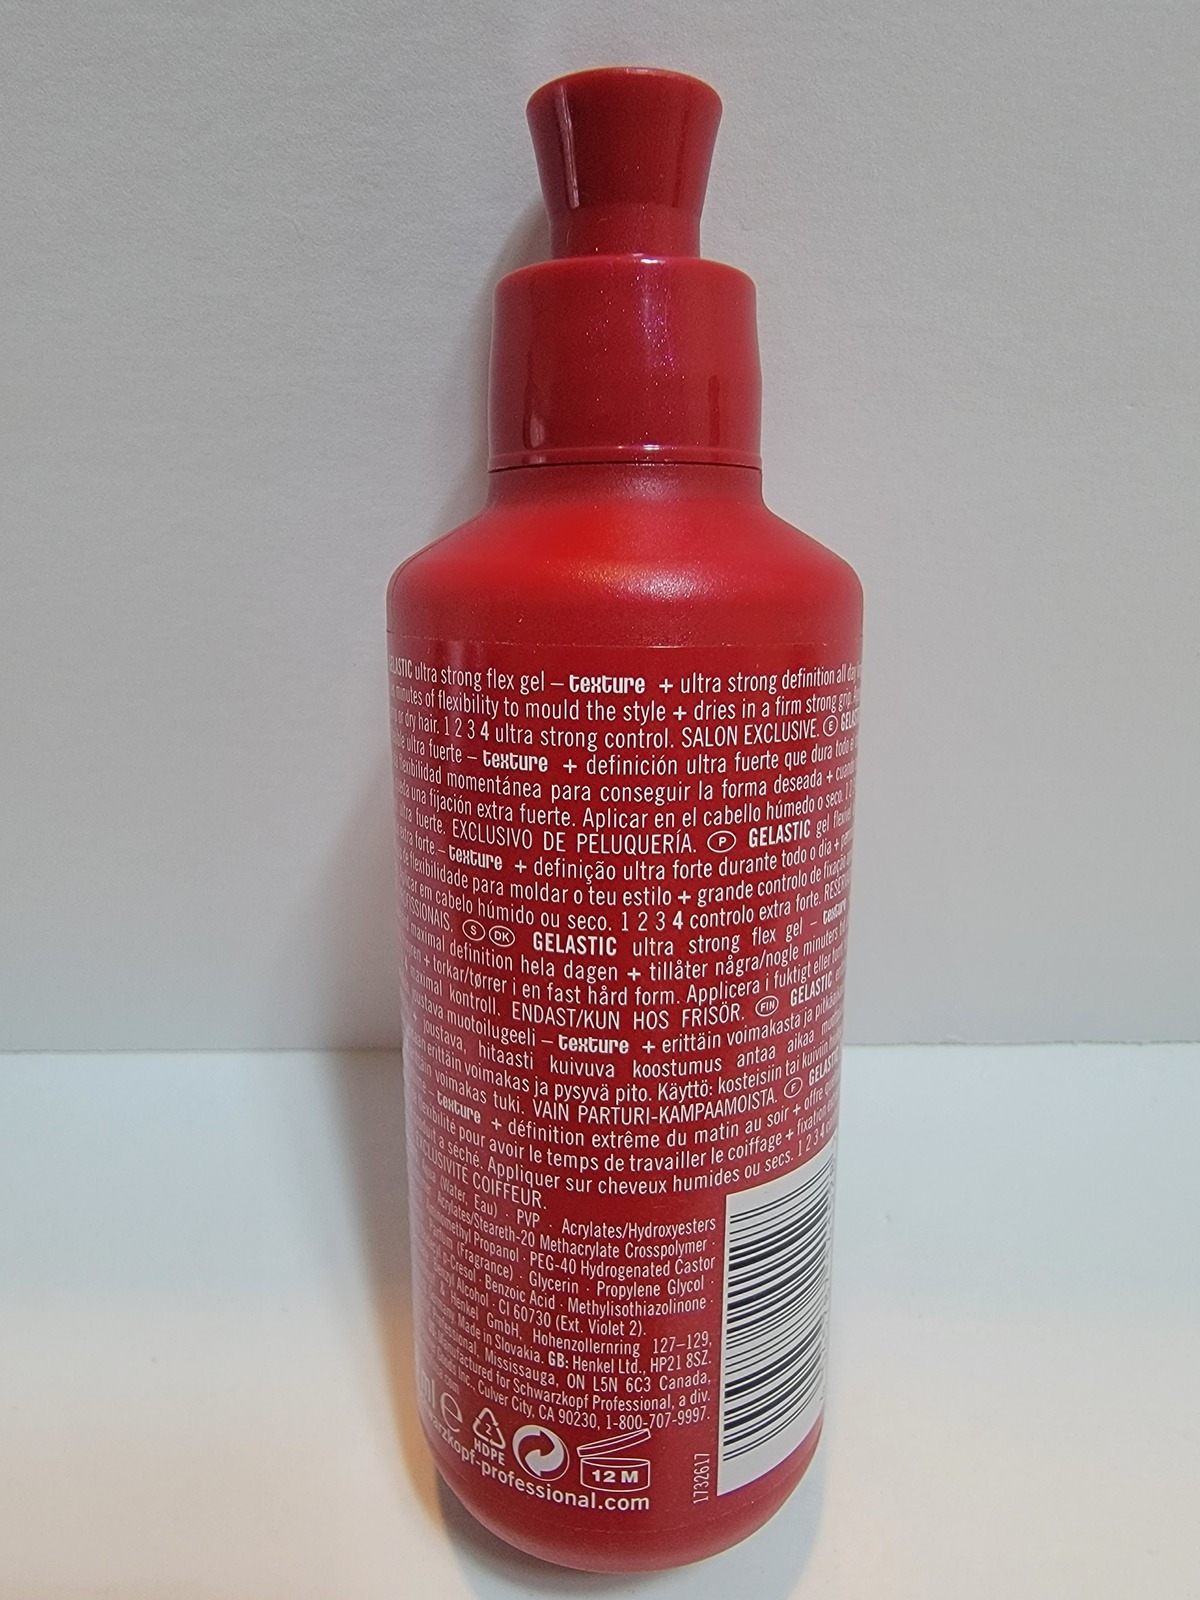 GELASTIC ultra strong flex gel – texture + ultra strong definition all day
minutes of flexibility to mould the style + dries in a firm strong grip.
or dry hair. 1 2 3 4 ultra strong control. SALON EXCLUSIVE. E
ultra fuerte – texture + definición ultra fuerte que dura todo el
flexibilidad momentánea para conseguir la forma deseada +
una fijación extra fuerte. Aplicar en el cabello húmedo o seco. 1 2
fuerte. EXCLUSIVO DE PELUQUERÍA. P GELASTIC gel
extra forte – texture + definição ultra forte durante todo o dia +
de flexibilidade para moldar o teu estilo + grande controlo de fixação
em cabelo húmido ou seco. 1 2 3 4 controlo extra forte.
S DK GELASTIC ultra strong flex gel – texture
maximal definition hela dagen + tillåter några/nogle minuters
+ torkar/tørrer i en fast hård form. Applicera i fuktigt eller
maximal kontroll. ENDAST/KUN HOS FRISÖR. FIN GELASTIC
joustava muotoilugeeli – texture + erittäin voimakasta ja
joustava, hitaasti kuivuva koostumus antaa aikaa
erittäin voimakas ja pysyvä pito. Käyttö: kosteisiin tai kuiviin
voimakas tuki. VAIN PARTURI-KAMPAAMOISTA. F
– texture + définition extrême du matin au soir + offre
pour avoir le temps de travailler le coiffage + fixation
a séché. Appliquer sur cheveux humides ou secs. 1 2 3 4
EXCLUSIVITÉ COIFFEUR.
(Water, Eau) · PVP · Acrylates/Hydroxyesters
Acrylates/Steareth-20 Methacrylate Crosspolymer ·
Propanol · PEG-40 Hydrogenated Castor
(Fragrance) · Glycerin · Propylene Glycol ·
p-Cresol · Benzoic Acid · Methylisothiazolinone ·
Benzyl Alcohol · CI 60730 (Ext. Violet 2).
& Henkel GmbH, Hohenzollernring 127–129,
Made in Slovakia. GB: Henkel Ltd., HP21 8SZ.
Mississauga, ON L5N 6C3 Canada,
Manufactured for Schwarzkopf Professional, a div.
Inc., Culver City, CA 90230, 1-800-707-9997.
ml e 2 HDPE 12 M
1732617
schwarzkopf-professional.com